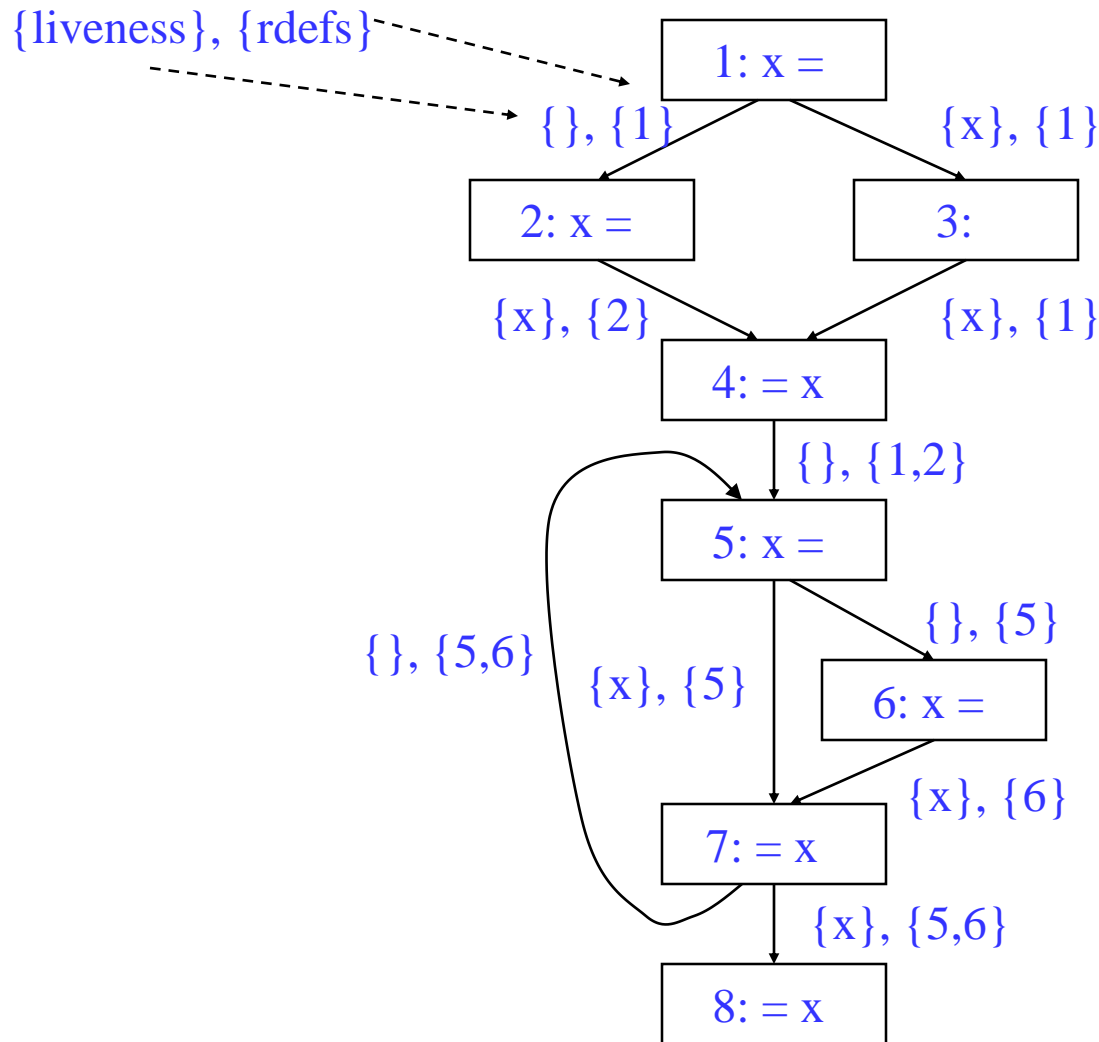 {liveness}, {rdefs}
1: x =
{}, {1}
{x}, {1}
2: x =
3:
{x}, {2}
{x}, {1}
4: = x
{}, {1,2}
5: x =
{}, {5}
{}, {5,6}
{x}, {5}
6: x =
{x}, {6}
7: = x
{x}, {5,6}
8: = x